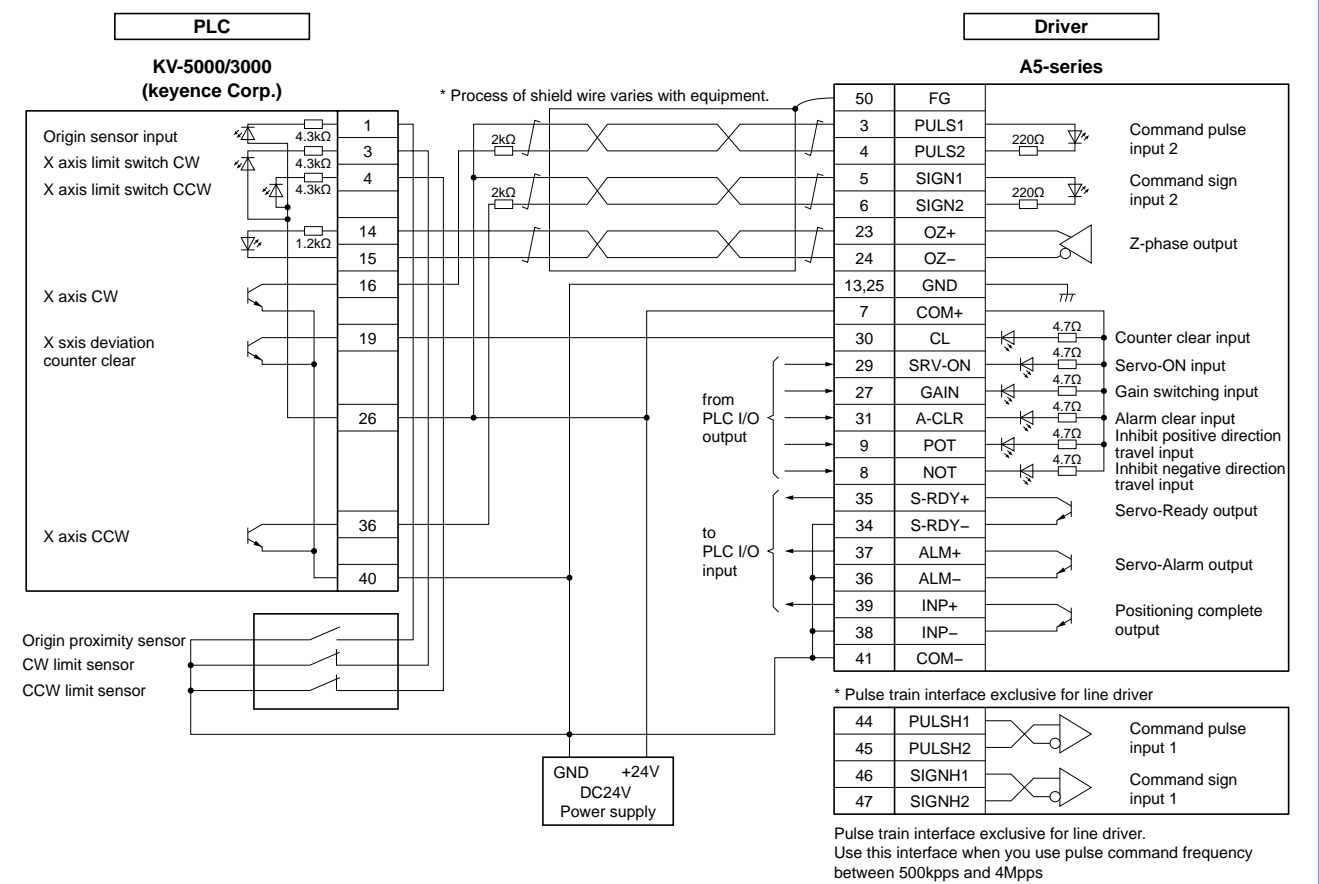 PLC
Driver
KV-5000/3000
(keyence Corp.)
A5-series
* Process of shield wire varies with equipment.
Origin sensor input
X axis limit switch CW
X axis limit switch CCW
X axis CW
X sxis deviation
counter clear
X axis CCW
4.3kΩ
4.3kΩ
4.3kΩ
1.2kΩ
1
3
4
14
15
16
19
26
36
40
2kΩ
2kΩ
50 FG
3 PULS1
4 PULS2
5 SIGN1
6 SIGN2
23 OZ+
24 OZ–
13,25 GND
7 COM+
30 CL
29 SRV-ON
27 GAIN
31 A-CLR
9 POT
8 NOT
35 S-RDY+
34 S-RDY–
37 ALM+
36 ALM–
39 INP+
38 INP–
41 COM–
220Ω
220Ω
4.7Ω
4.7Ω
4.7Ω
4.7Ω
4.7Ω
4.7Ω
Command pulse
input 2
Command sign
input 2
Z-phase output
Counter clear input
Servo-ON input
Gain switching input
Alarm clear input
Inhibit positive direction
travel input
Inhibit negative direction
travel input
Servo-Ready output
Servo-Alarm output
Positioning complete
output
from
PLC I/O
output
to
PLC I/O
input
Origin proximity sensor
CW limit sensor
CCW limit sensor
GND +24V
DC24V
Power supply
* Pulse train interface exclusive for line driver
44 PULSH1
45 PULSH2
46 SIGNH1
47 SIGNH2
Command pulse
input 1
Command sign
input 1
Pulse train interface exclusive for line driver.
Use this interface when you use pulse command frequency
between 500kpps and 4Mpps